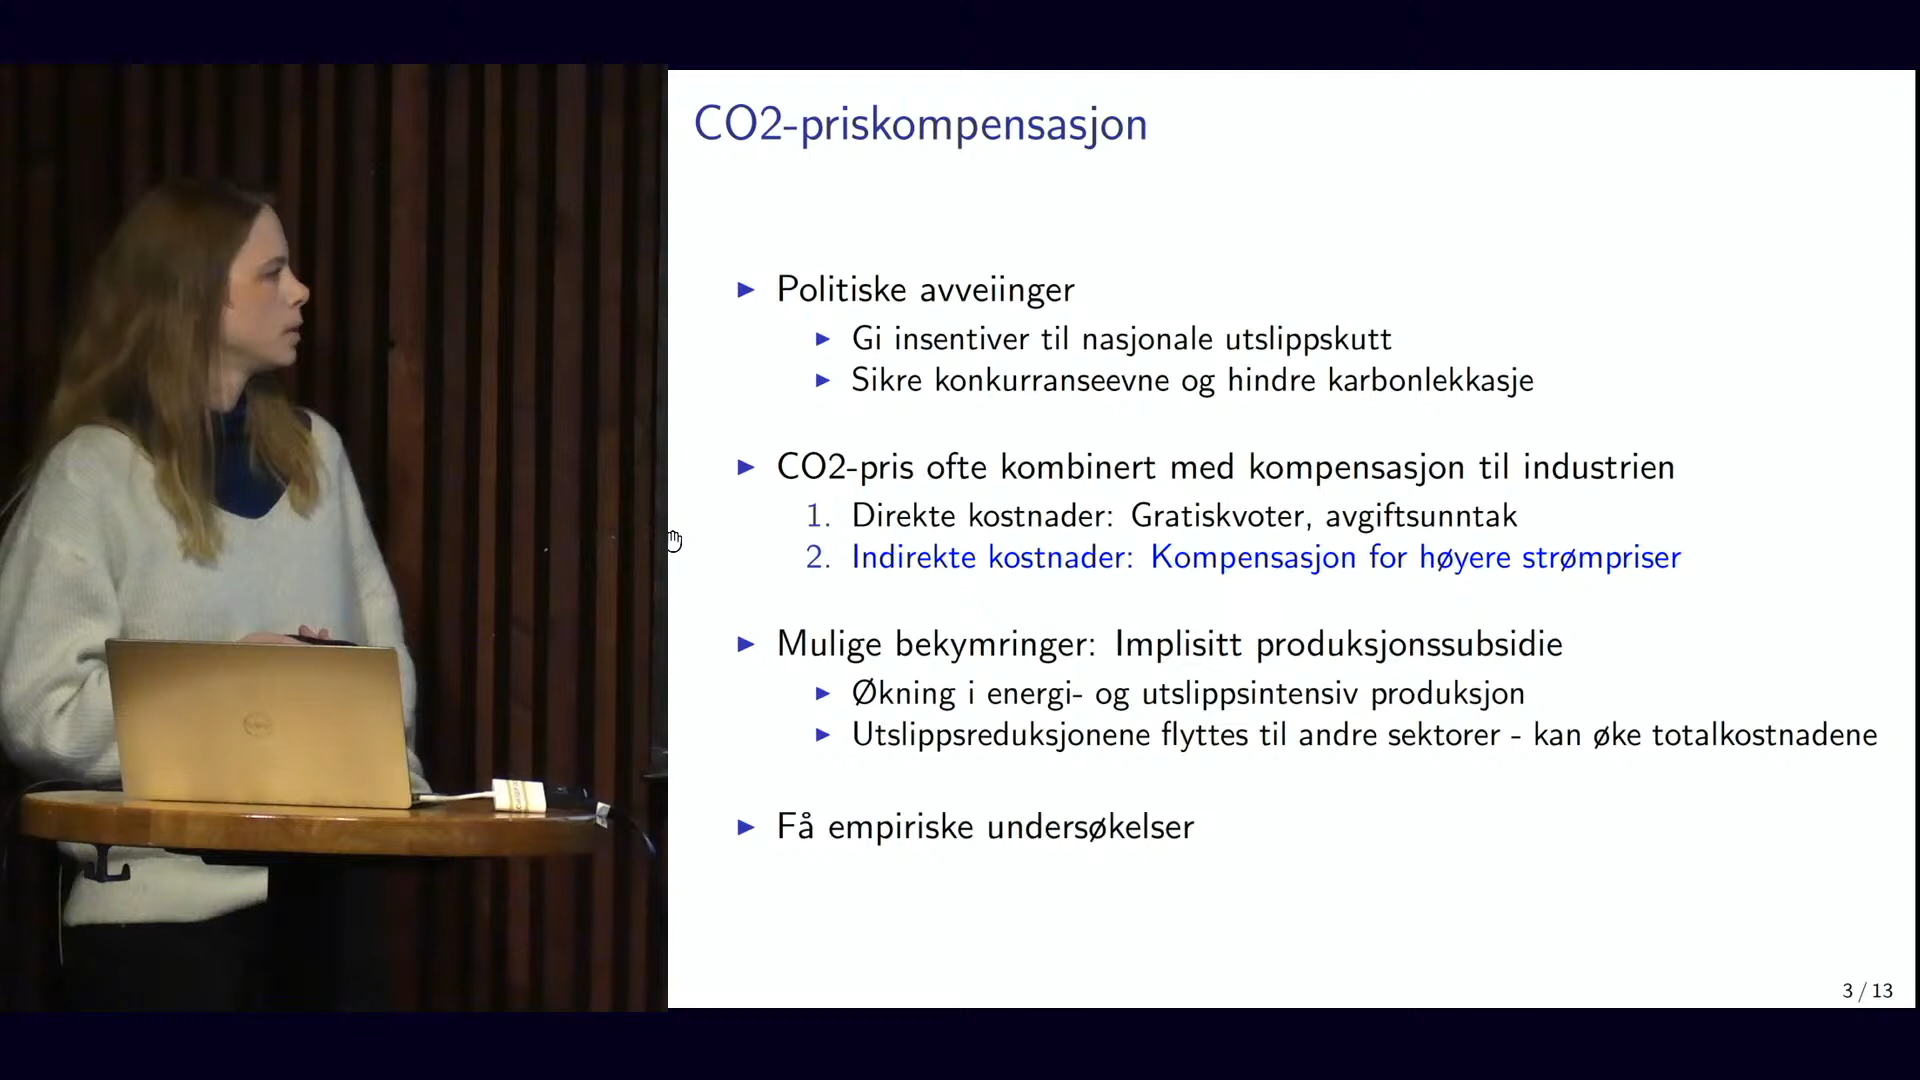 CO2-priskompensasjon
Politiske avveiinger
Gi insentiver til nasjonale utslippskutt
Sikre konkurranseevne og hindre karbonlekkasje
CO2-pris ofte kombinert med kompensasjon til industrien
1. Direkte kostnader: Gratiskvoter, avgiftsunntak
2. Indirekte kostnader: Kompensasjon for høyere strømpriser
Mulige bekymringer: Implisitt produksjonssubsidie
Økning i energi- og utslippsintensiv produksjon
Utslippsreduksjonene flyttes til andre sektorer - kan øke totalkostnadene
Få empiriske undersøkelser
3 / 13